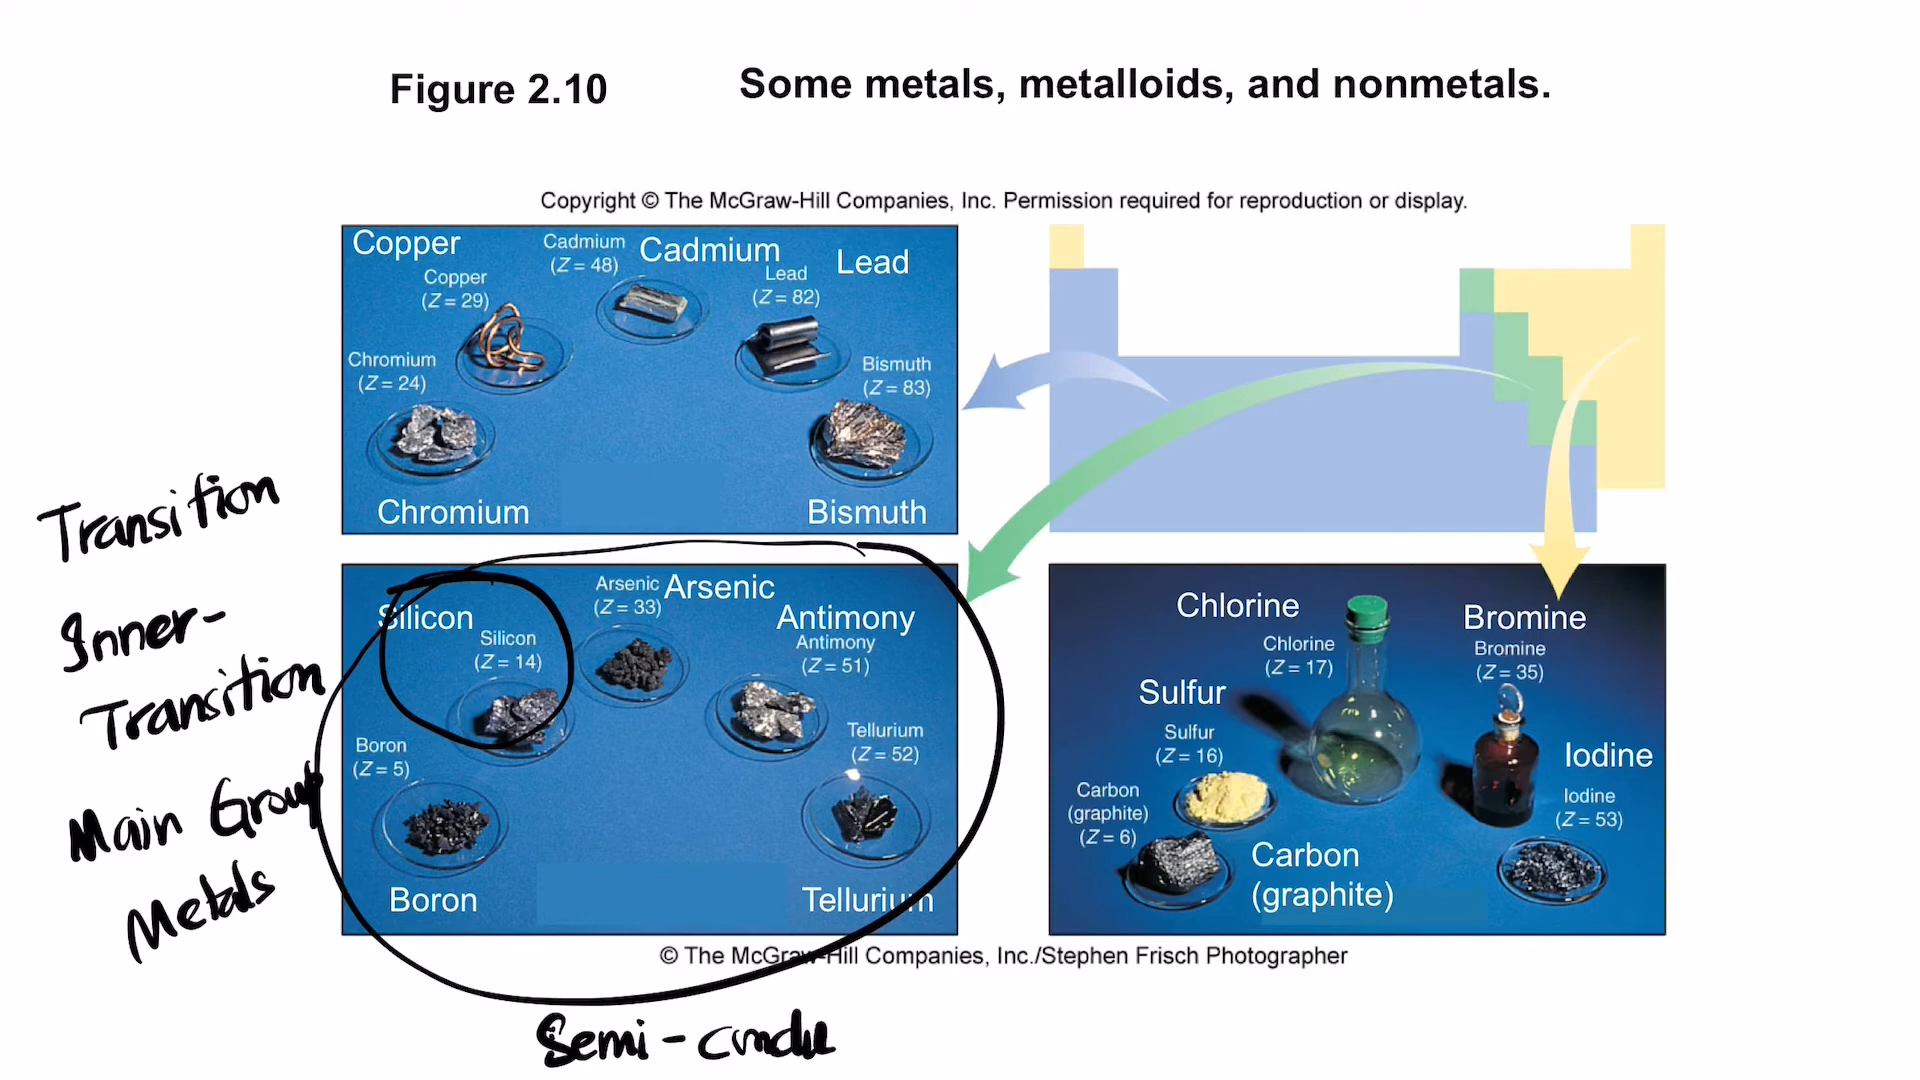 Figure 2.10
Some metals, metalloids, and nonmetals.
Copyright © The McGraw-Hill Companies, Inc. Permission required for reproduction or display.
Copper
Copper
(Z = 29)
Cadmium
(Z = 48)
Cadmium
Lead
(Z = 82)
Lead
Chromium
(Z = 24)
Bismuth
(Z = 83)
Chromium
Bismuth
Transition
Inner-
Transition
Main Group
Metals
Silicon
Silicon
(Z = 14)
Arsenic
(Z = 33)
Arsenic
Antimony
Antimony
(Z = 51)
Boron
(Z = 5)
Tellurium
(Z = 52)
Boron
Tellurium
Chlorine
Chlorine
(Z = 17)
Bromine
Bromine
(Z = 35)
Sulfur
Sulfur
(Z = 16)
Iodine
Iodine
(Z = 53)
Carbon
(graphite)
(Z = 6)
Carbon
(graphite)
© The McGraw-Hill Companies, Inc./Stephen Frisch Photographer
Semi-condu